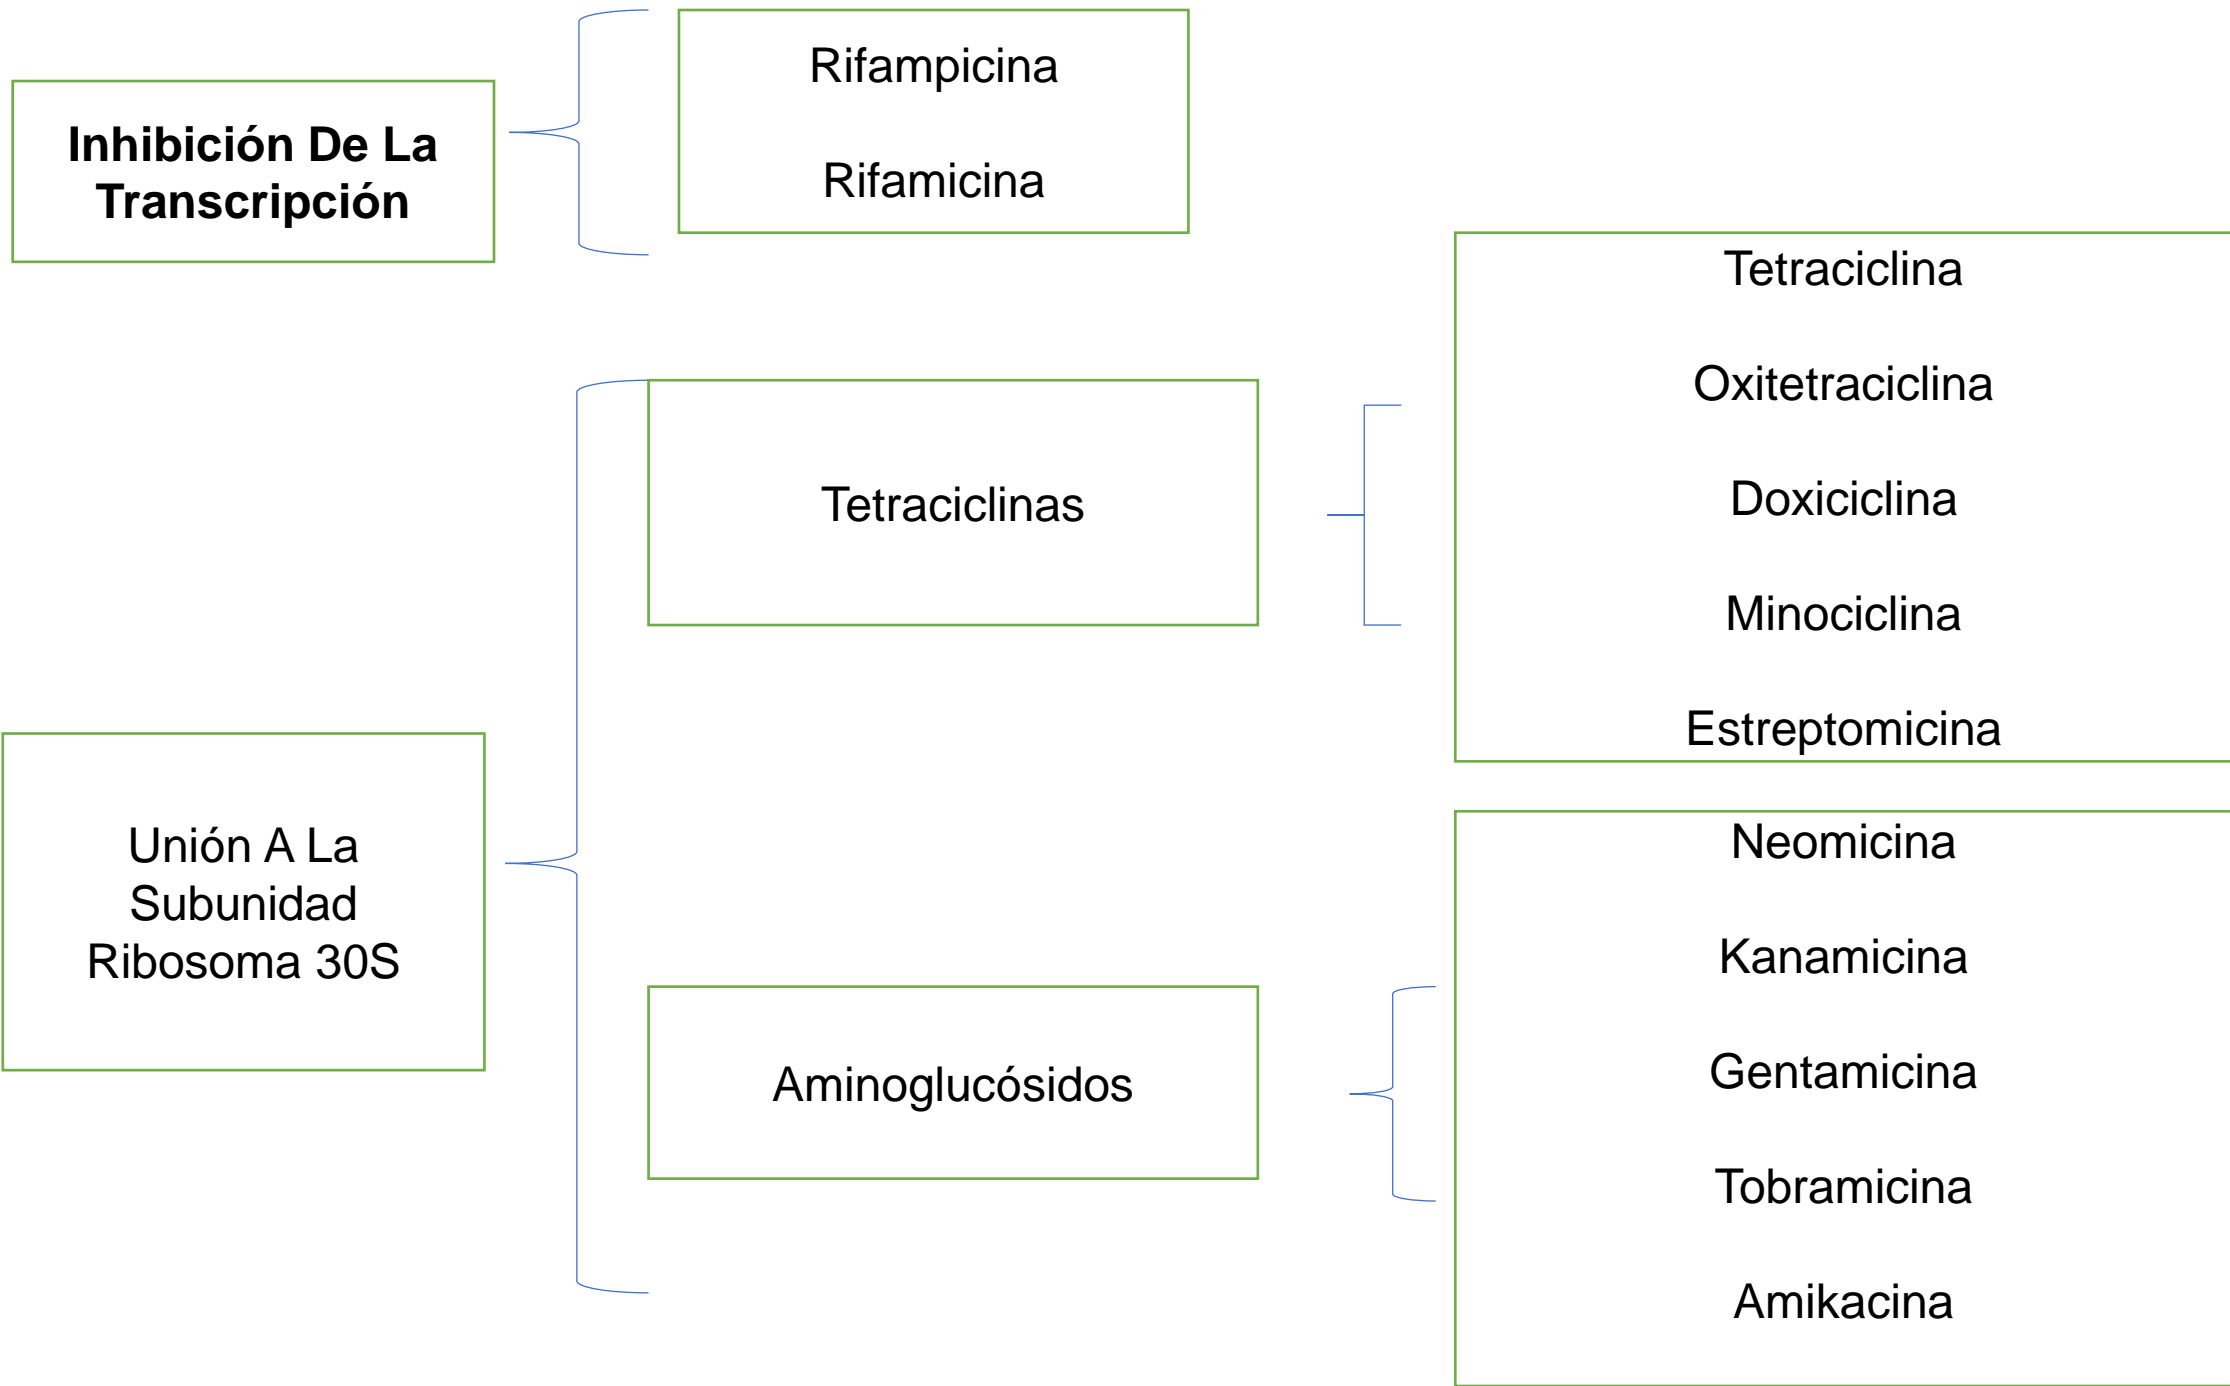 Inhibición De La
Transcripción
Rifampicina
Rifamicina
Unión A La
Subunidad
Ribosoma 30S
Tetraciclinas
Tetraciclina
Oxitetraciclina
Doxiciclina
Minociclina
Estreptomicina
Aminoglucósidos
Neomicina
Kanamicina
Gentamicina
Tobramicina
Amikacina